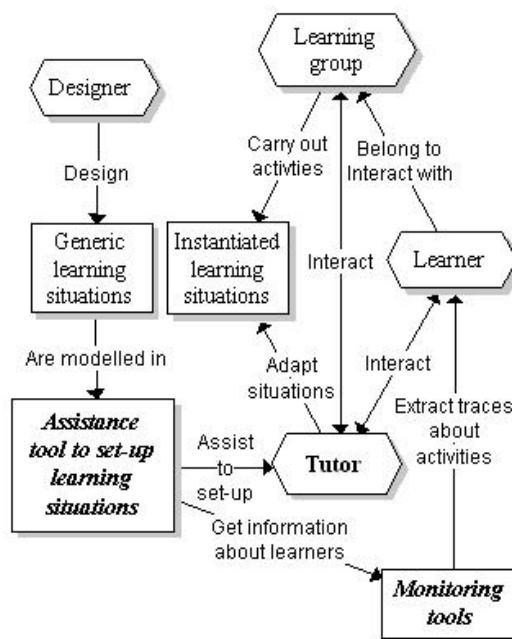 Learning
group
Designer
Carry out
activties
Belong to
Interact with
Design
Generic
learning
situations
Instantiated
learning
situations
Interact
Learner
Are modelled in
Adapt
situations
Interact
Extract traces
about
activities
Assistance
tool to set-up
learning
situations
Assist
to
set-up
Tutor
Get information
about learners
Monitoring
tools